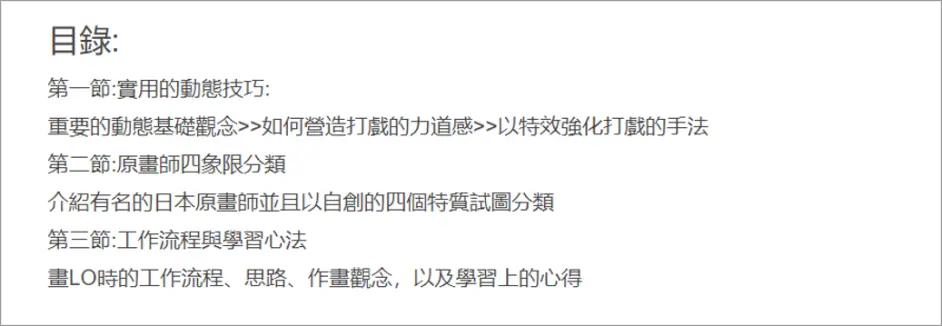 目錄:
第一節:實用的動態技巧:
重要的動態基礎觀念>>如何營造打戲的力道感>>以特效強化打戲的手法
第二節:原畫師四象限分類
介紹有名的日本原畫師並且以自創的四個特質試圖分類
第三節:工作流程與學習心法
畫LO時的工作流程、思路、作畫觀念，以及學習上的心得